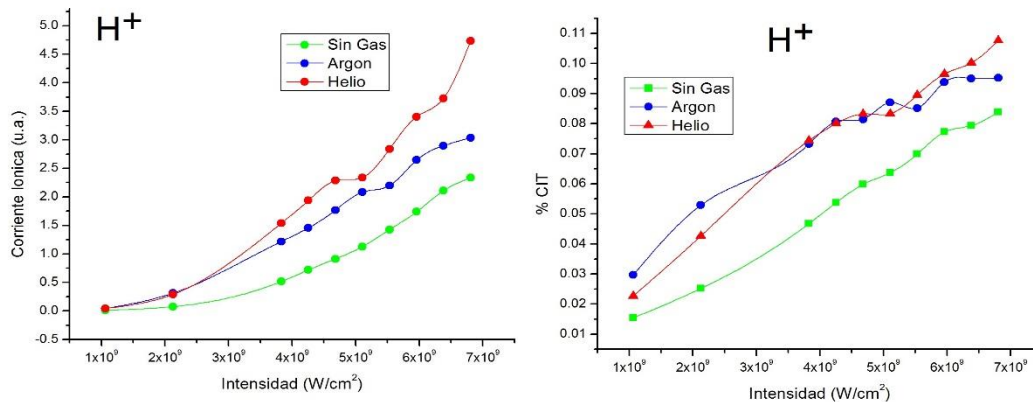 H+
Sin Gas
Argon
Helio
Corriente Ionica (u.a.)
5.0
4.5
4.0
3.5
3.0
2.5
2.0
1.5
1.0
0.5
0.0
-0.5
1x10⁹ 2x10⁹ 3x10⁹ 4x10⁹ 5x10⁹ 6x10⁹ 7x10⁹
Intensidad (W/cm²)
H+
Sin Gas
Argon
Helio
% CIT
0.11
0.10
0.09
0.08
0.07
0.06
0.05
0.04
0.03
0.02
0.01
1x10⁹ 2x10⁹ 3x10⁹ 4x10⁹ 5x10⁹ 6x10⁹ 7x10⁹
Intensidad (W/cm²)